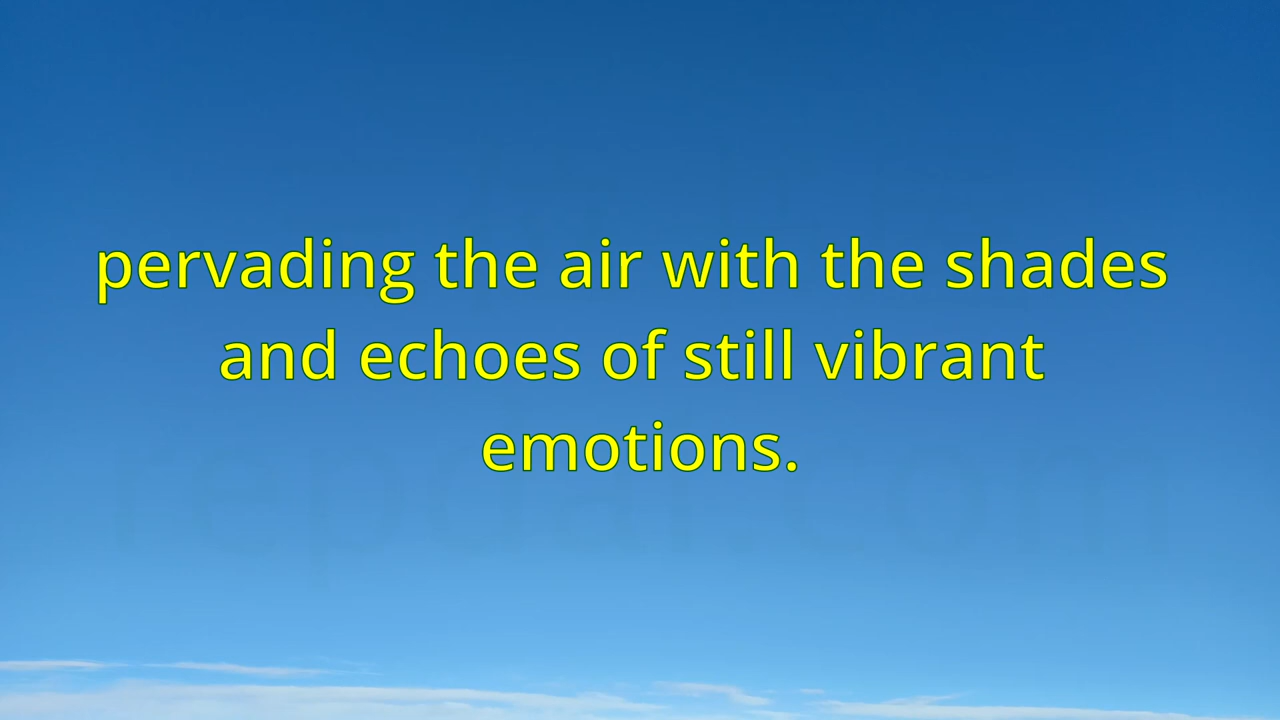 pervading the air with the shades
and echoes of still vibrant
emotions.